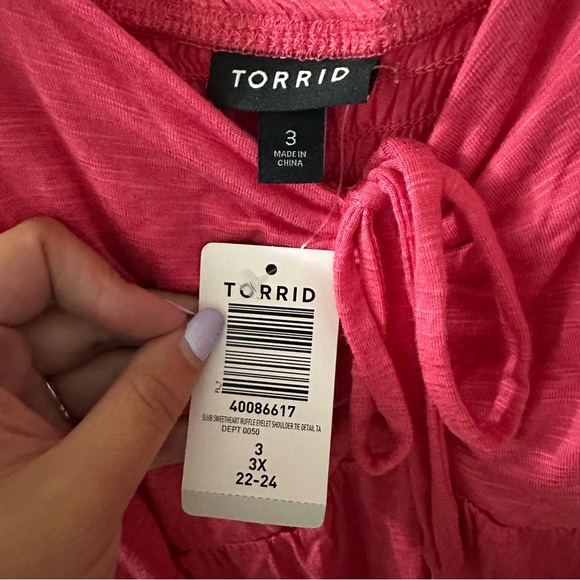 TORRID
3
MADE IN
CHINA
TORRID
FL_7
40086617
SLUB SWEETHEART RUFFLE EYELET SHOULDER TIE DETAIL TA
DEPT 0050
3
3X
22-24